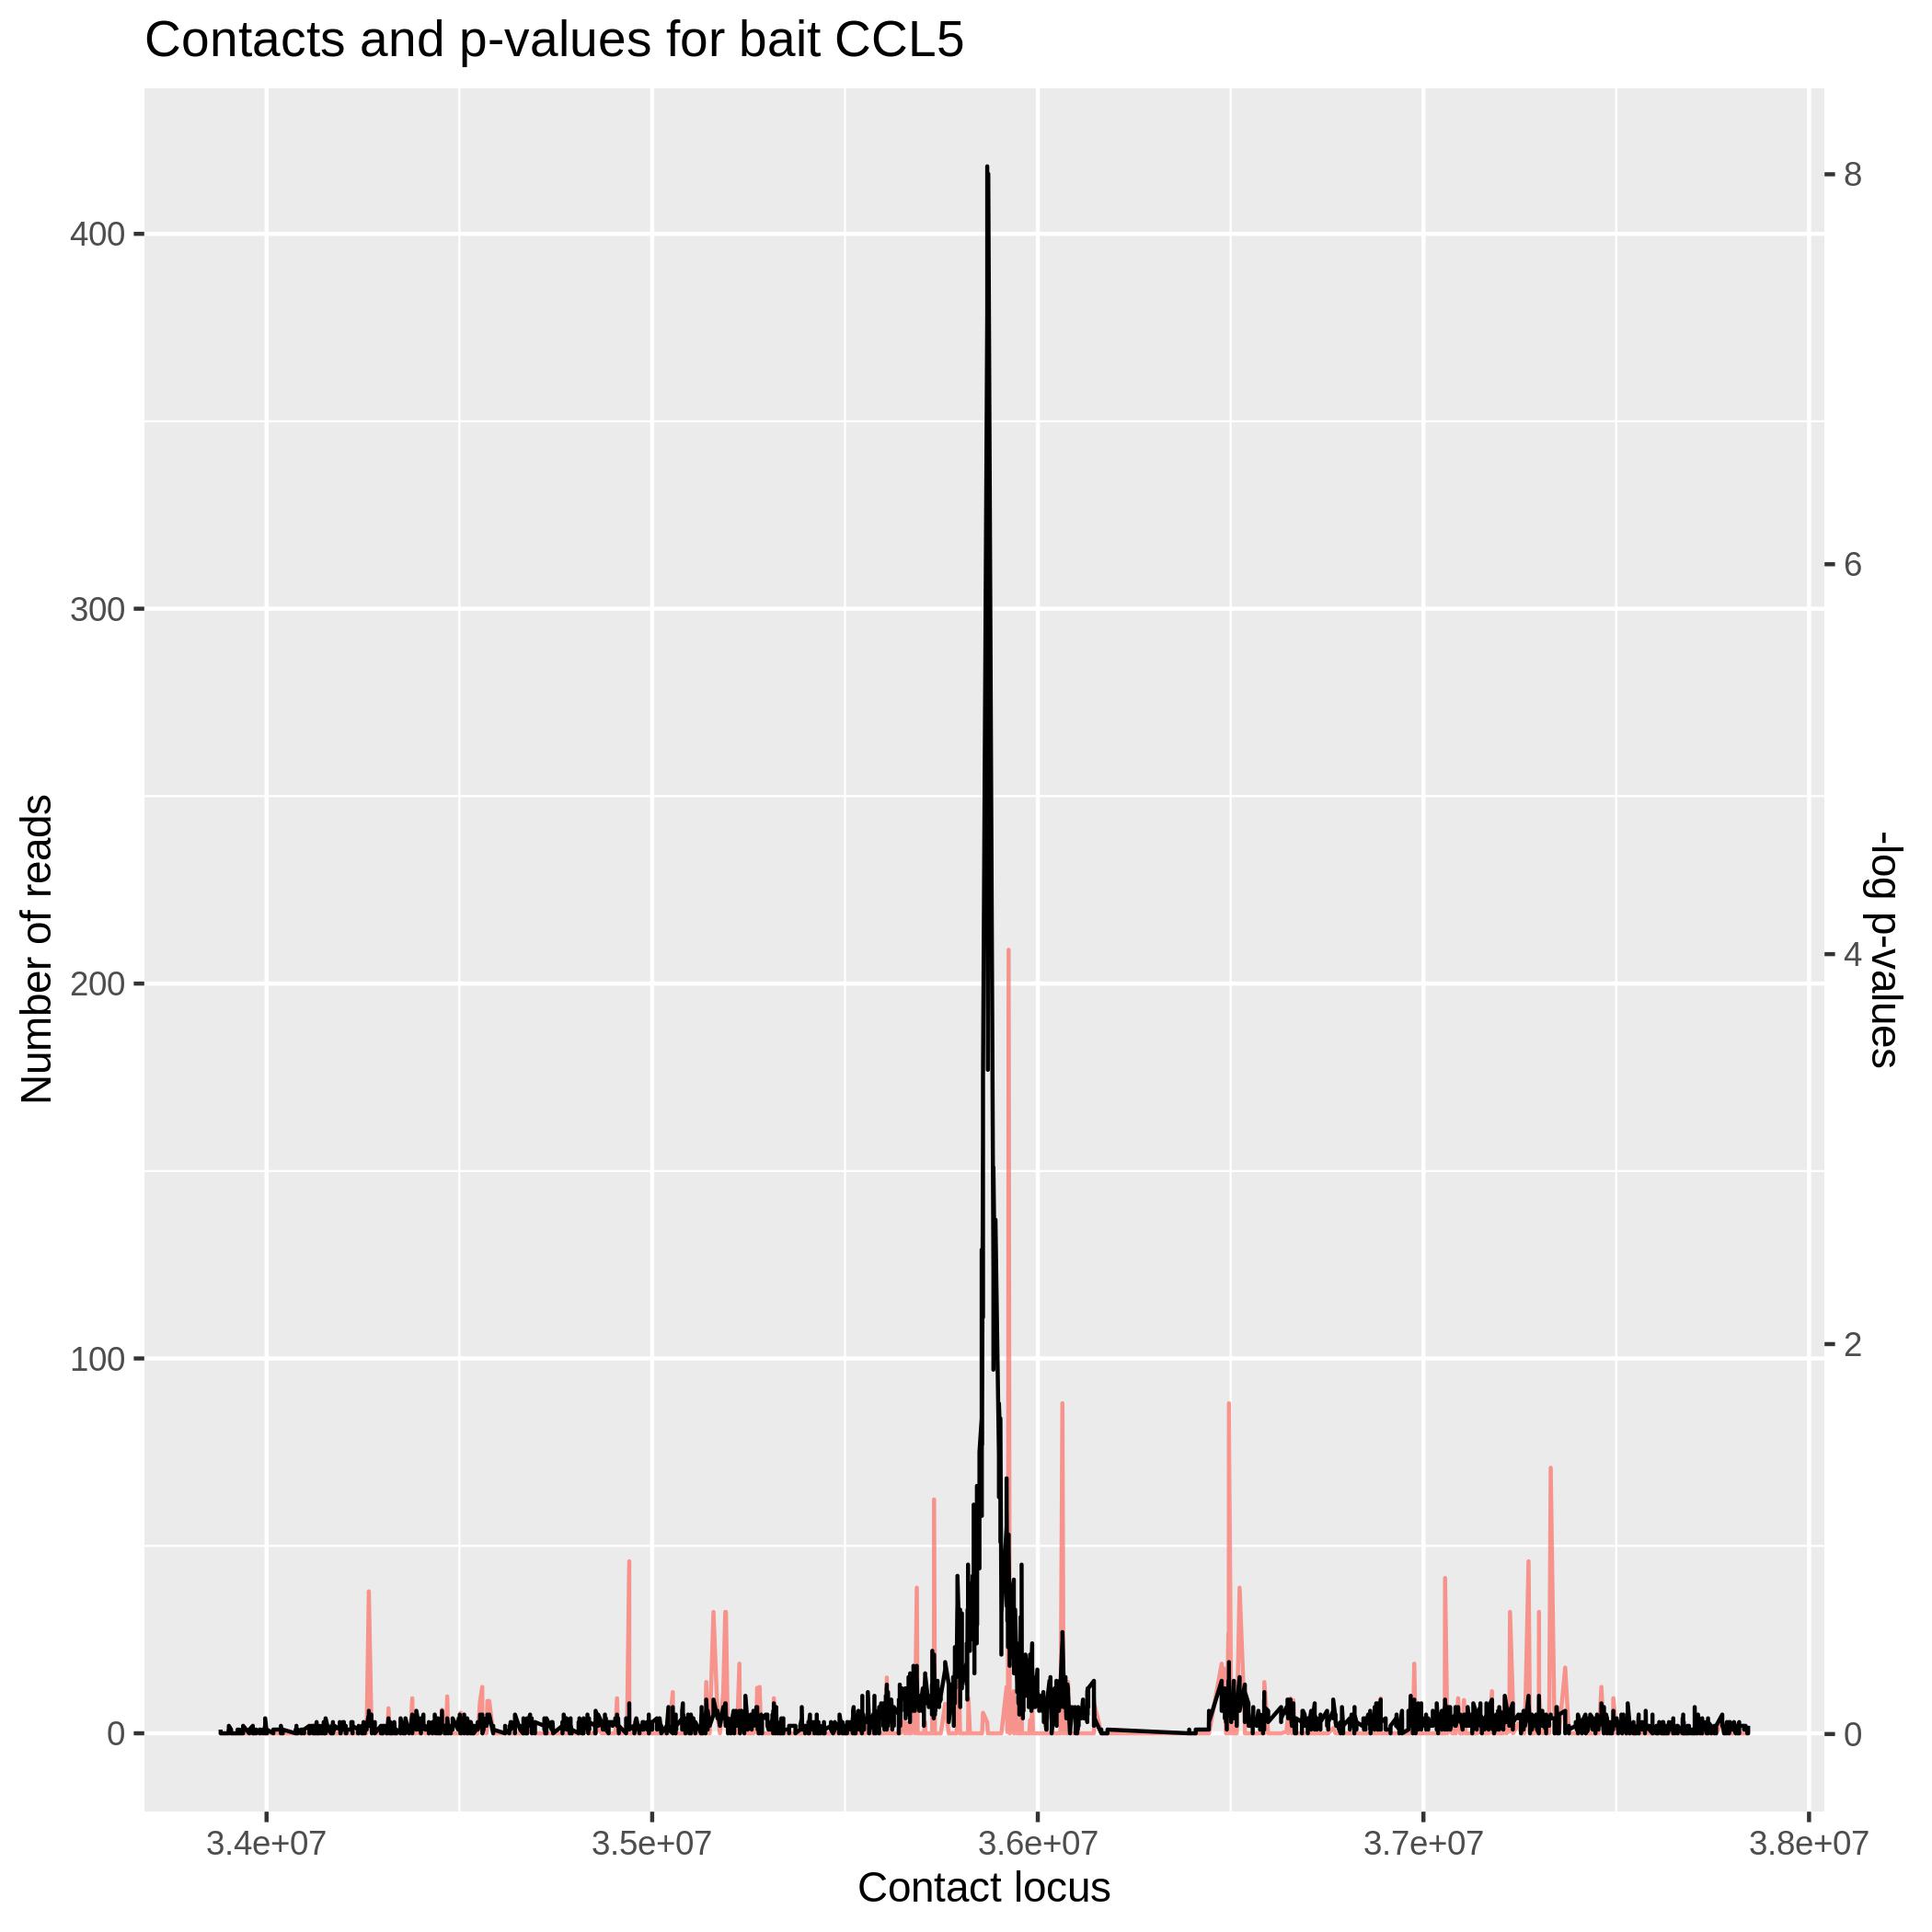 Contacts and p-values for bait CCL5
Number of reads
400
300
200
100
0
8
6
4
2
0
-log p-values
3.4e+07
3.5e+07
3.6e+07
3.7e+07
3.8e+07
Contact locus